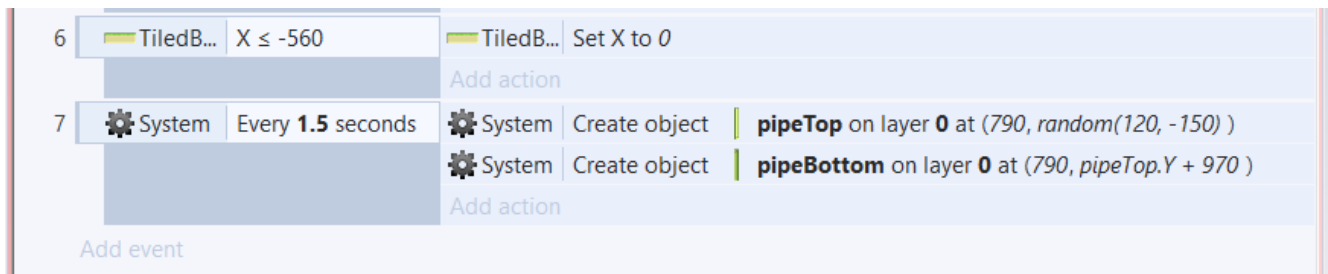 6 TiledB... X ≤ -560 TiledB... Set X to 0
Add action
7 System Every 1.5 seconds System Create object pipeTop on layer 0 at (790, random(120, -150) )
System Create object pipeBottom on layer 0 at (790, pipeTop.Y + 970 )
Add action
Add event